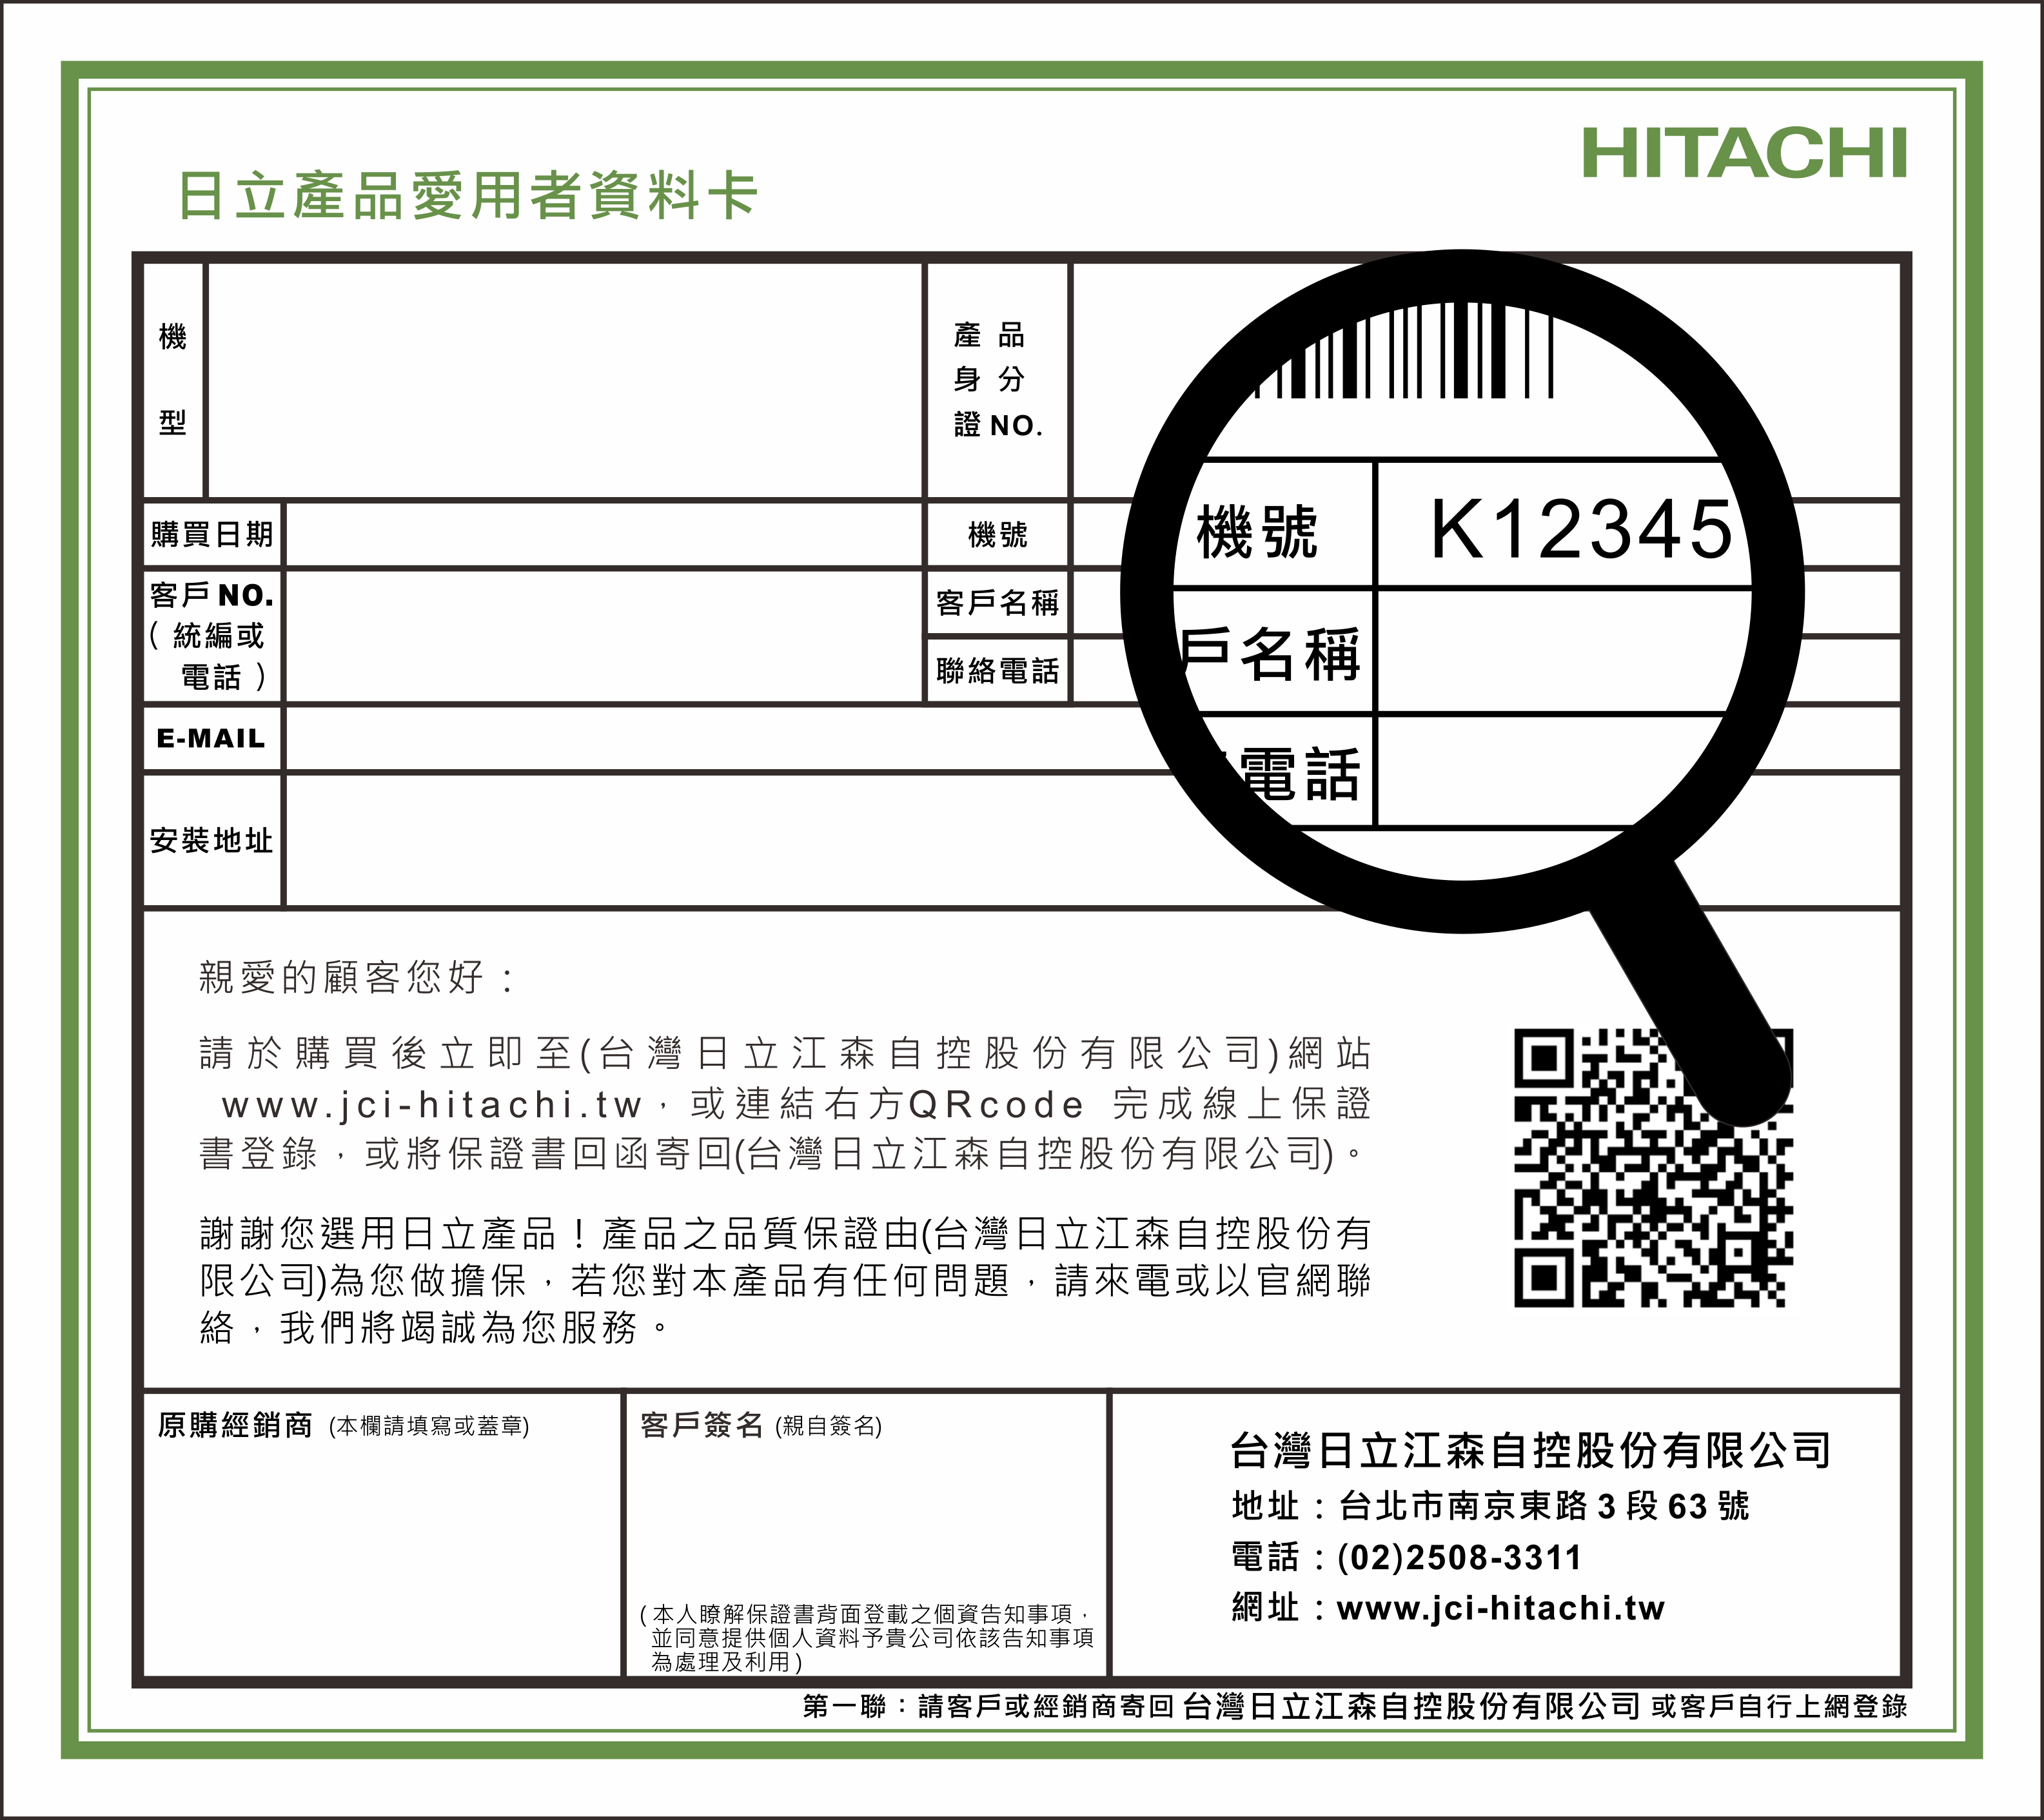 HITACHI
日立產品愛用者資料卡
機
型
產品
身分
證 NO.
購買日期
機號
客戶 NO.
( 統編或
電話 )
客戶名稱
聯絡電話
E-MAIL
安裝地址
機號 K12345
戶名稱
電話
親愛的顧客您好：
請於購買後立即至(台灣日立江森自控股份有限公司)網站
www.jci-hitachi.tw，或連結右方QRcode 完成線上保證
書登錄，或將保證書回函寄回(台灣日立江森自控股份有限公司)。
謝謝您選用日立產品！產品之品質保證由(台灣日立江森自控股份有
限公司)為您做擔保，若您對本產品有任何問題，請來電或以官網聯
絡，我們將竭誠為您服務。
原購經銷商 (本欄請填寫或蓋章)
客戶簽名 (親自簽名)
(本人瞭解保證書背面登載之個資告知事項，
並同意提供個人資料予貴公司依該告知事項
為處理及利用)
台灣日立江森自控股份有限公司
地址：台北市南京東路 3 段 63 號
電話：(02)2508-3311
網址：www.jci-hitachi.tw
第一聯：請客戶或經銷商寄回 台灣日立江森自控股份有限公司 或客戶自行上網登錄